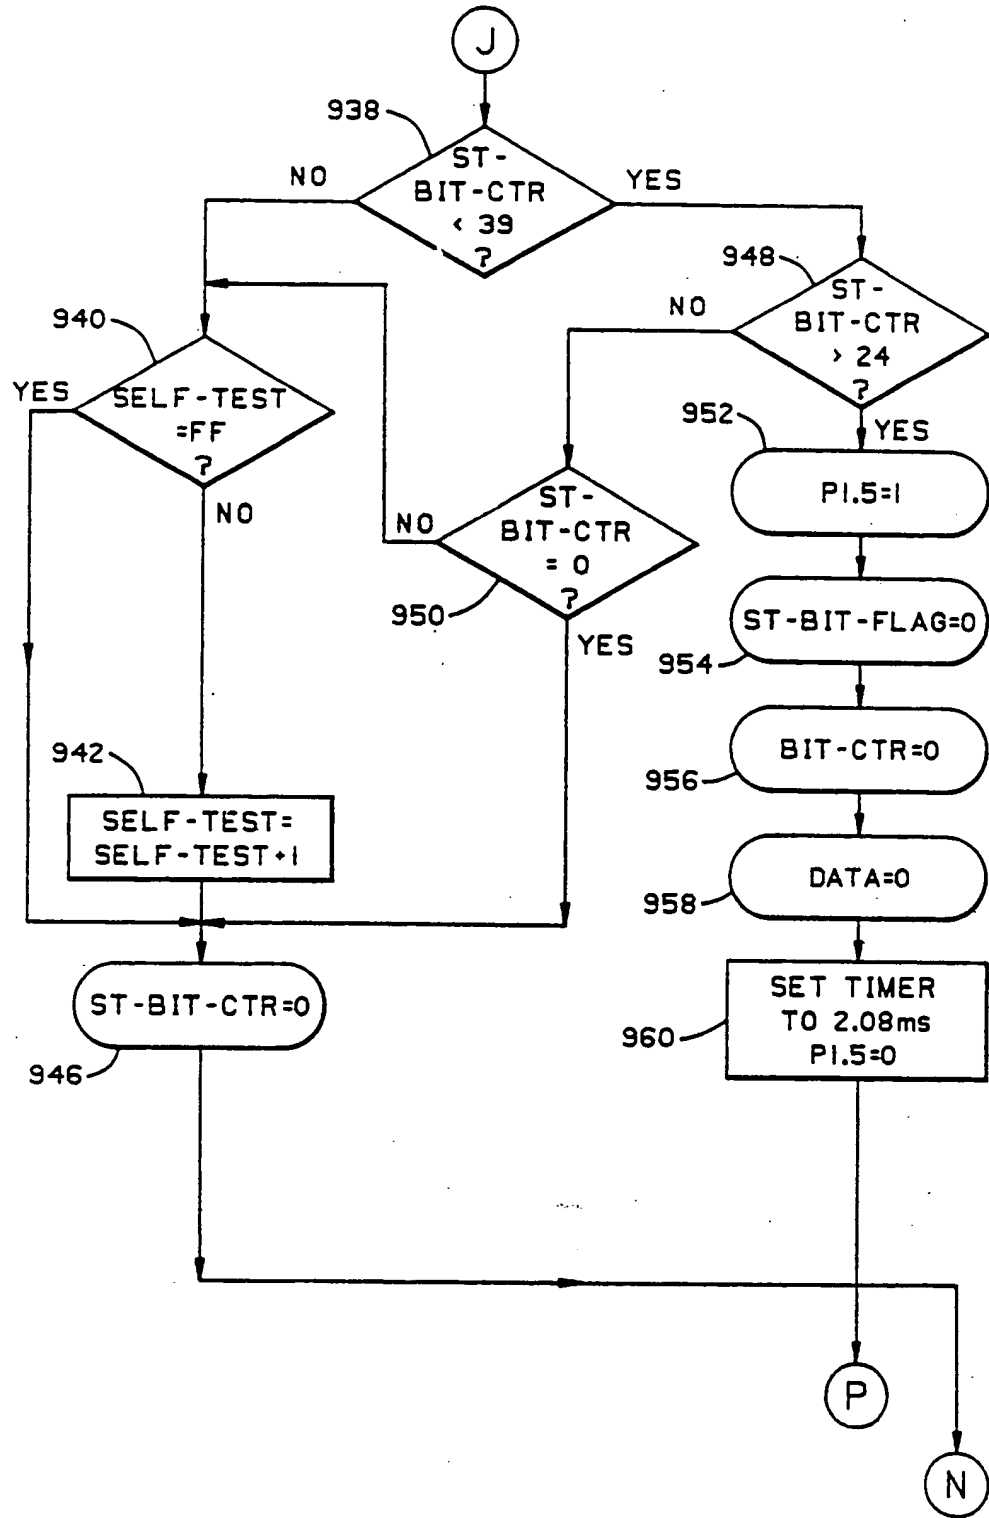 J
938
ST-
BIT-CTR
< 39
?
NO
YES
948
ST-
BIT-CTR
> 24
?
NO
YES
940
SELF-TEST
=FF
?
YES
NO
952
P1.5=1
ST-
BIT-CTR
= 0
?
NO
950
YES
ST-BIT-FLAG=0
954
942
SELF-TEST=
SELF-TEST+1
BIT-CTR=0
956
DATA=0
958
ST-BIT-CTR=0
946
SET TIMER
TO 2.08ms
P1.5=0
960
P
N